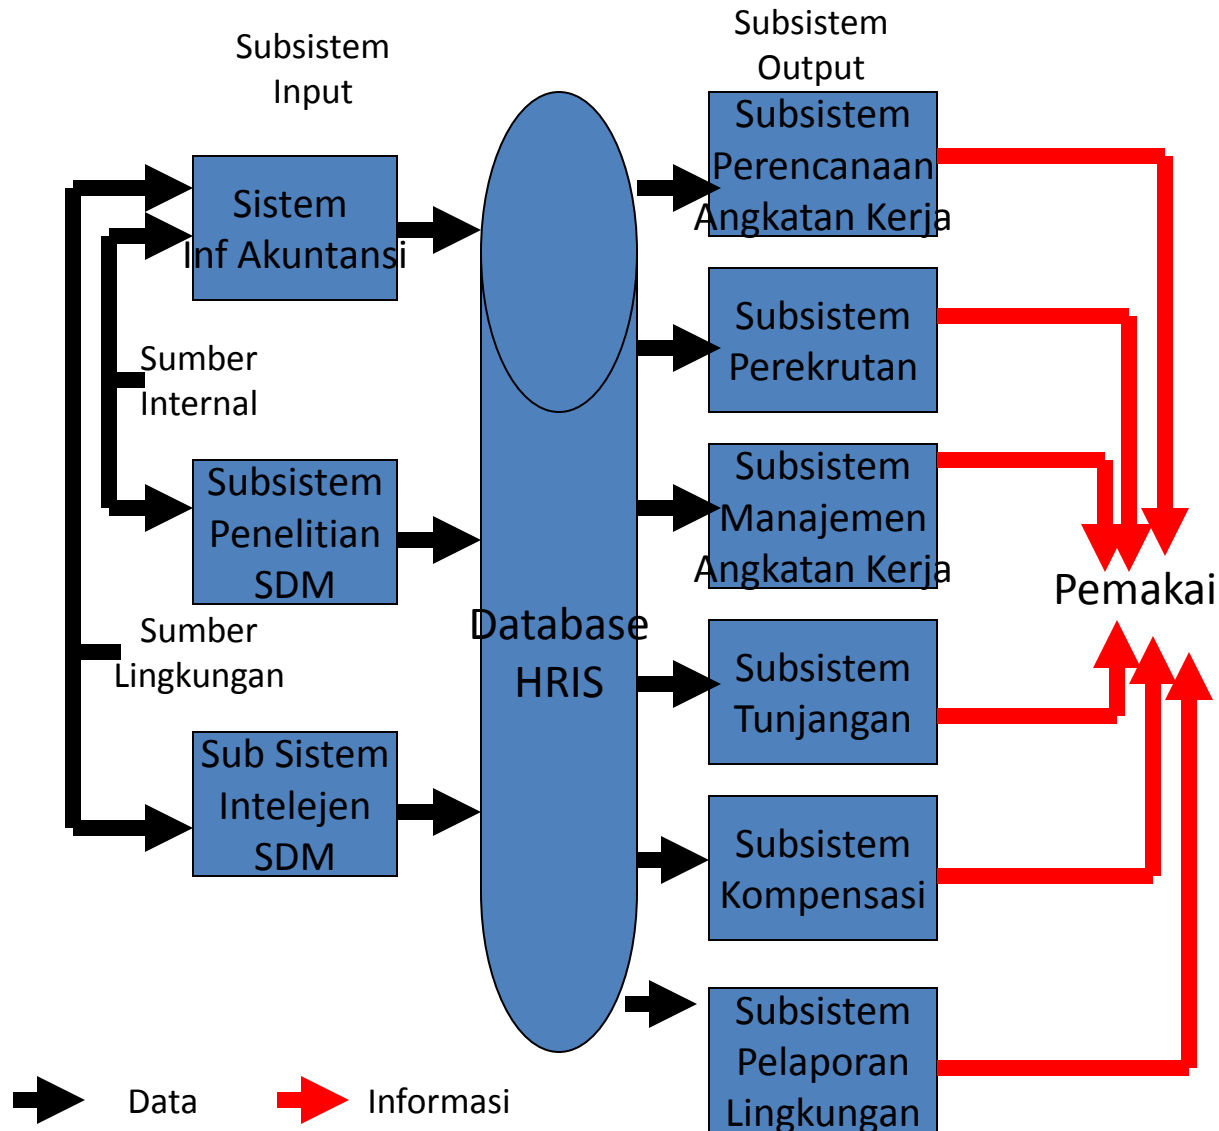 Subsistem
Input
Subsistem
Output
Sistem
Inf Akuntansi
Sumber
Internal
Subsistem
Penelitian
SDM
Sumber
Lingkungan
Sub Sistem
Intelejen
SDM
Database
HRIS
Subsistem
Perencanaan
Angkatan Kerja
Subsistem
Perekrutan
Subsistem
Manajemen
Angkatan Kerja
Subsistem
Tunjangan
Subsistem
Kompensasi
Subsistem
Pelaporan
Lingkungan
Pemakai
Data
Informasi